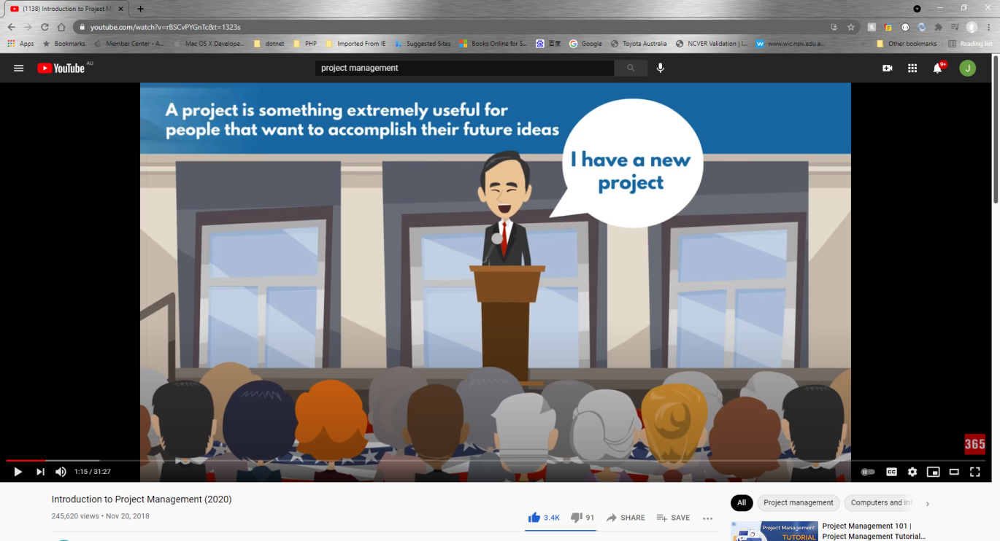 (1138) Introduction to Project M
youtube.com/watch?v=rBSCvPYGnTc&t=1323s
Apps Bookmarks Member Center - A... Mac OS X Develope... dotnet PHP Imported From IE Suggested Sites Books Online for S... 百度 Google Toyota Australia NCVER Validation | I... www.wic.nsw.edu.a... Other bookmarks Reading list
YouTube AU project management 9+ J
A project is something extremely useful for
people that want to accomplish their future ideas
I have a new
project
365
1:15 / 31:27 CC
Introduction to Project Management (2020)
245,620 views • Nov 20, 2018
3.4K 91 SHARE SAVE
All Project management Computers and inf
Project Management
TUTORIAL
Project Management 101 |
Project Management Tutorial...